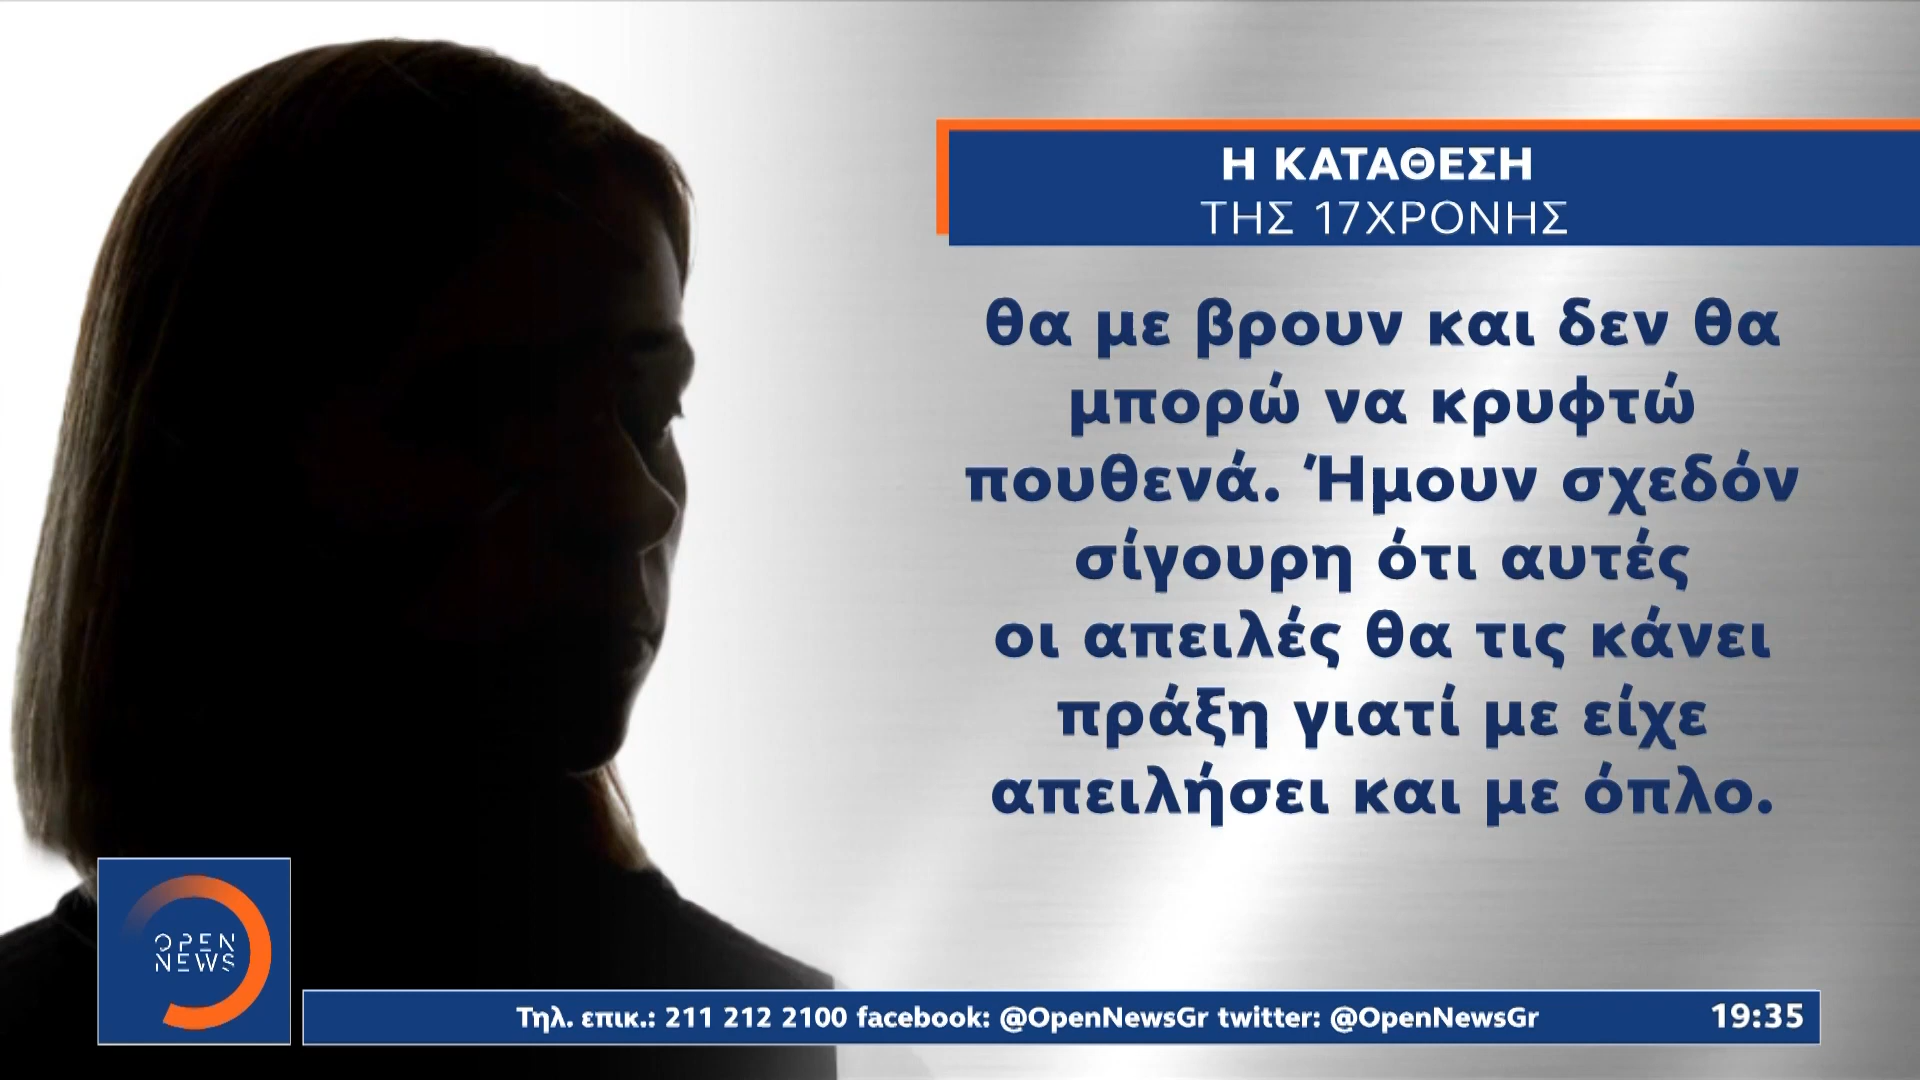 Η ΚΑΤΑΘΕΣΗ
ΤΗΣ 17ΧΡΟΝΗΣ
θα με βρουν και δεν θα
μπορώ να κρυφτώ
πουθενά. Ήμουν σχεδόν
σίγουρη ότι αυτές
οι απειλές θα τις κάνει
πράξη γιατί με είχε
απειλήσει και με όπλο.
OPEN
NEWS
Τηλ. επικ.: 211 212 2100 facebook: @OpenNewsGr twitter: @OpenNewsGr 19:35